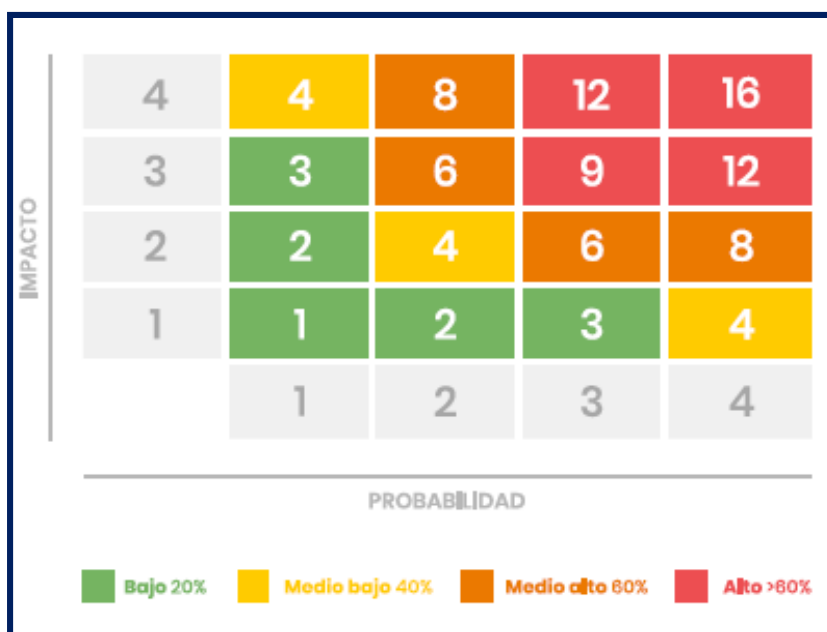 4 4 8 12 16
3 3 6 9 12
IMPACTO
2 2 4 6 8
1 1 2 3 4
1 2 3 4
PROBABILIDAD
Bajo 20% Medio bajo 40% Medio alto 60% Alto >60%